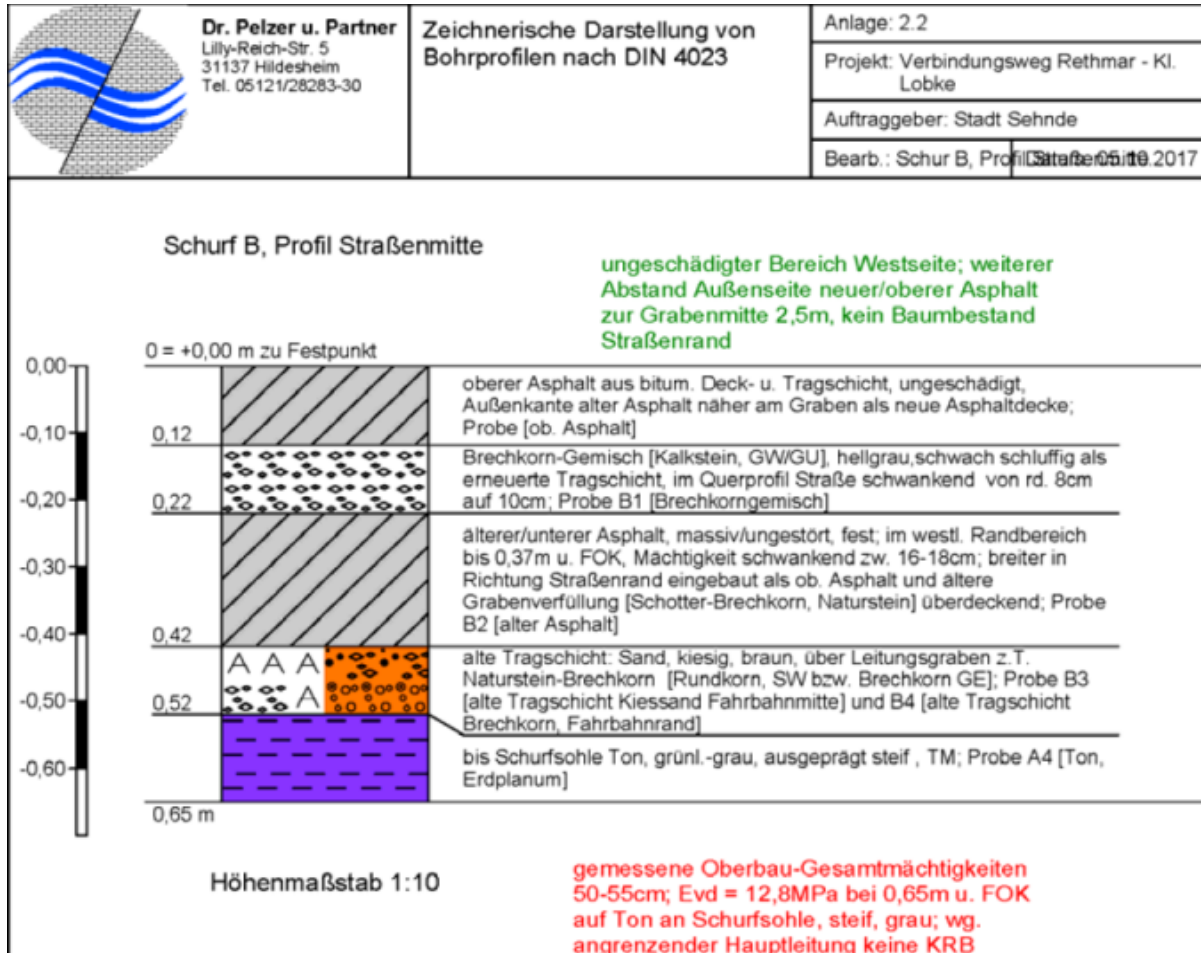 Dr. Pelzer u. Partner
Lilly-Reich-Str. 5
31137 Hildesheim
Tel. 05121/28283-30
Zeichnerische Darstellung von
Bohrprofilen nach DIN 4023
Anlage: 2.2
Projekt: Verbindungsweg Rethmar - Kl.
Lobke
Auftraggeber: Stadt Sehnde
Bearb.: Schur B, Profil Straßenmitte
Datum: 05.10.2017
Schurf B, Profil Straßenmitte
ungeschädigter Bereich Westseite; weiterer
Abstand Außenseite neuer/oberer Asphalt
zur Grabenmitte 2,5m, kein Baumbestand
Straßenrand
0 = +0,00 m zu Festpunkt
0,00
-0,10
-0,20
-0,30
-0,40
-0,50
-0,60
0,12
oberer Asphalt aus bitum. Deck- u. Tragschicht, ungeschädigt,
Außenkante alter Asphalt näher am Graben als neue Asphaltdecke;
Probe [ob. Asphalt]
0,22
Brechkorn-Gemisch [Kalkstein, GW/GU], hellgrau,schwach schluffig als
erneuerte Tragschicht, im Querprofil Straße schwankend von rd. 8cm
auf 10cm; Probe B1 [Brechkorngemisch]
0,42
älterer/unterer Asphalt, massiv/ungestört, fest; im westl. Randbereich
bis 0,37m u. FOK, Mächtigkeit schwankend zw. 16-18cm; breiter in
Richtung Straßenrand eingebaut als ob. Asphalt und ältere
Grabenverfüllung [Schotter-Brechkorn, Naturstein] überdeckend; Probe
B2 [alter Asphalt]
A A A
A
0,52
alte Tragschicht: Sand, kiesig, braun, über Leitungsgraben z.T.
Naturstein-Brechkorn [Rundkorn, SW bzw. Brechkorn GE]; Probe B3
[alte Tragschicht Kiessand Fahrbahnmitte] und B4 [alte Tragschicht
Brechkorn, Fahrbahnrand]
0,65 m
bis Schurfsohle Ton, grünl.-grau, ausgeprägt steif , TM; Probe A4 [Ton,
Erdplanum]
Höhenmaßstab 1:10
gemessene Oberbau-Gesamtmächtigkeiten
50-55cm; Evd = 12,8MPa bei 0,65m u. FOK
auf Ton an Schurfsohle, steif, grau; wg.
angrenzender Hauptleitung keine KRB